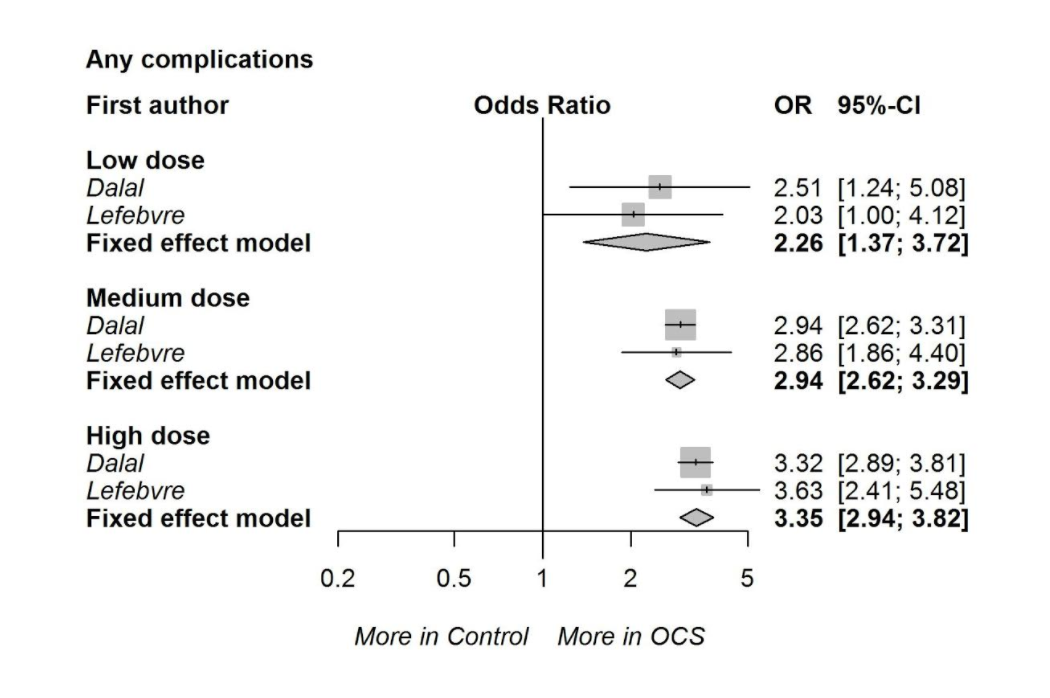 Any complications
First author Odds Ratio OR 95%-CI
Low dose
Dalal 2.51 [1.24; 5.08]
Lefebvre 2.03 [1.00; 4.12]
Fixed effect model 2.26 [1.37; 3.72]
Medium dose
Dalal 2.94 [2.62; 3.31]
Lefebvre 2.86 [1.86; 4.40]
Fixed effect model 2.94 [2.62; 3.29]
High dose
Dalal 3.32 [2.89; 3.81]
Lefebvre 3.63 [2.41; 5.48]
Fixed effect model 3.35 [2.94; 3.82]
0.2 0.5 1 2 5
More in Control More in OCS